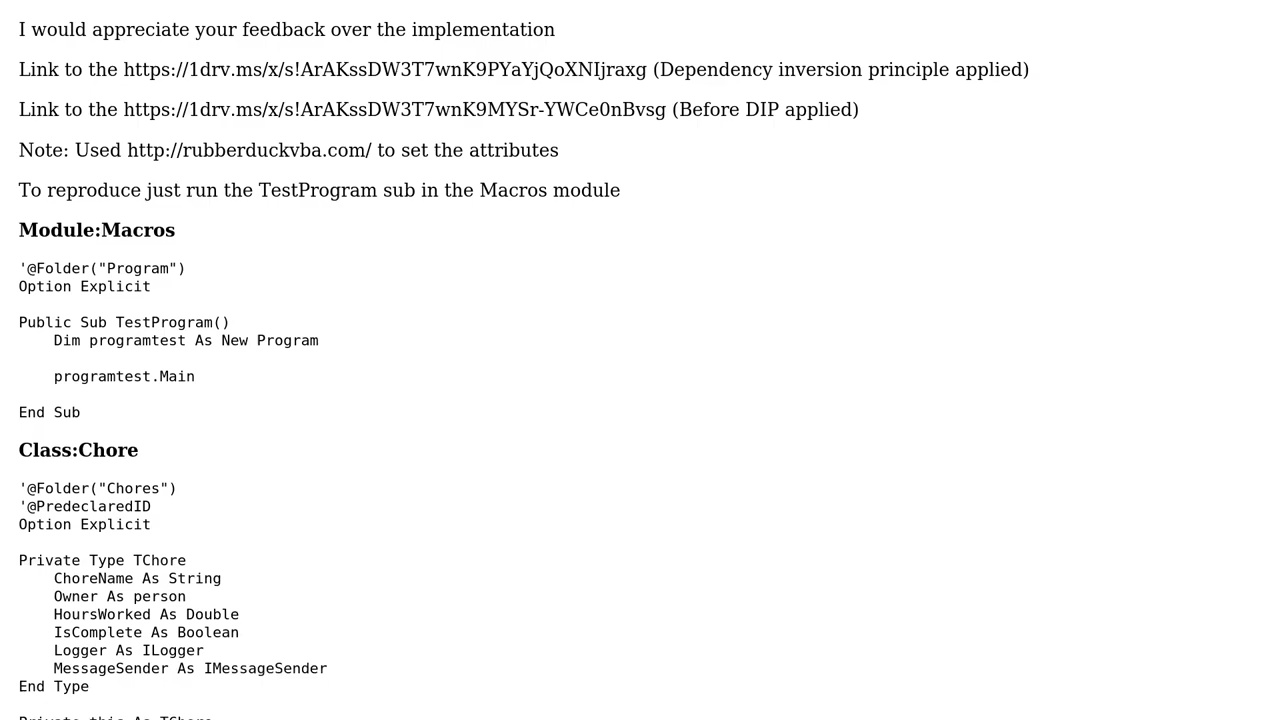 I would appreciate your feedback over the implementation
Link to the https://1drv.ms/x/s!ArAKssDW3T7wnK9PYaYjQoXNIjraxg (Dependency inversion principle applied)
Link to the https://1drv.ms/x/s!ArAKssDW3T7wnK9MYSr-YWCe0nBvsg (Before DIP applied)
Note: Used http://rubberduckvba.com/ to set the attributes
To reproduce just run the TestProgram sub in the Macros module
Module:Macros
'@Folder("Program")
Option Explicit
Public Sub TestProgram()
    Dim programtest As New Program
    programtest.Main
End Sub
Class:Chore
'@Folder("Chores")
'@PredeclaredID
Option Explicit
Private Type TChore
    ChoreName As String
    Owner As person
    HoursWorked As Double
    IsComplete As Boolean
    Logger As ILogger
    MessageSender As IMessageSender
End Type
Private this As TChore